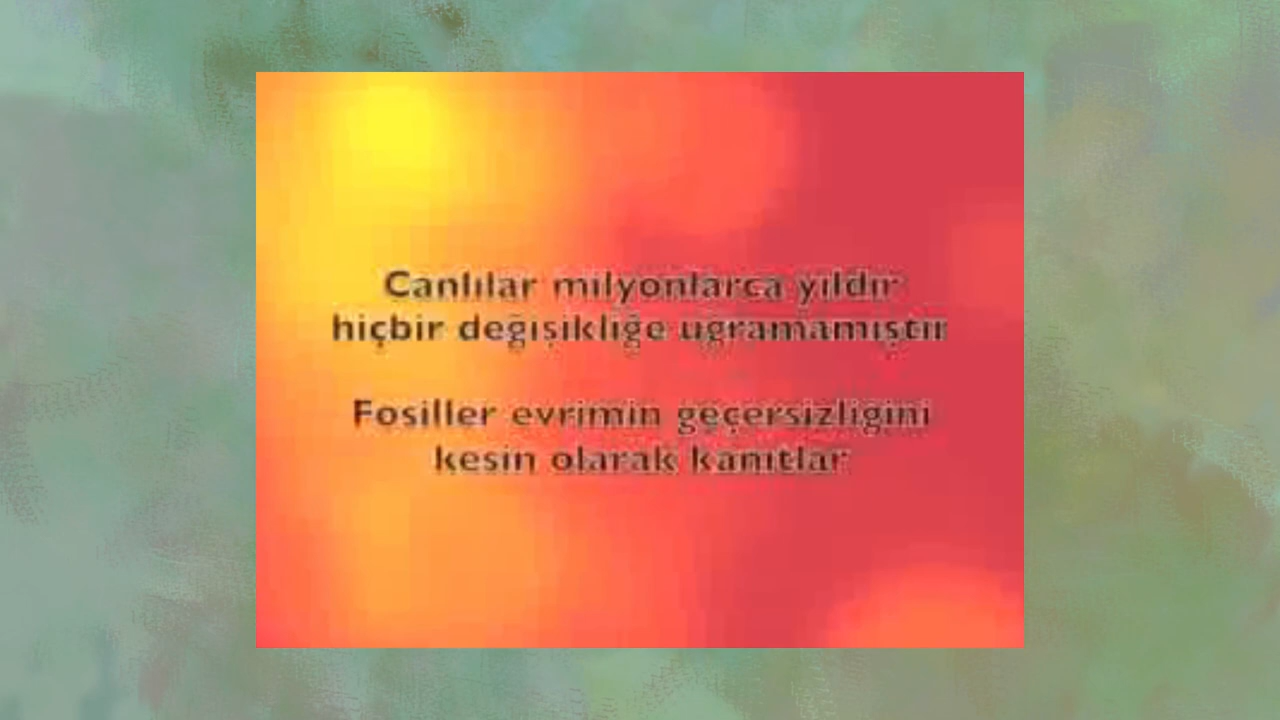 Canlılar milyonlarca yıldır
hiçbir değişikliğe uğramamıştır
Fosiller evrimin geçersizliğini
kesin olarak kanıtlar